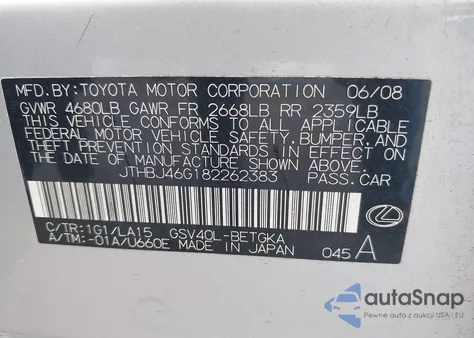 MFD.BY:TOYOTA MOTOR CORPORATION 06/08
GVWR 4680LB GAWR FR 2668LB RR 2359LB
THIS VEHICLE CONFORMS TO ALL APPLICABLE
FEDERAL MOTOR VEHICLE SAFETY,BUMPER,AND
THEFT PREVENTION STANDARDS IN EFFECT ON
THE DATE OF MANUFACTURE SHOWN ABOVE.
JTHBJ46G182262383 PASS.CAR
C/TR:1G1/LA15 GSV40L-BETGKA
A/TM:-01A/U660E MADE IN JAPAN 045 A
autoSnap
Pewne auta z aukcji USA i EU